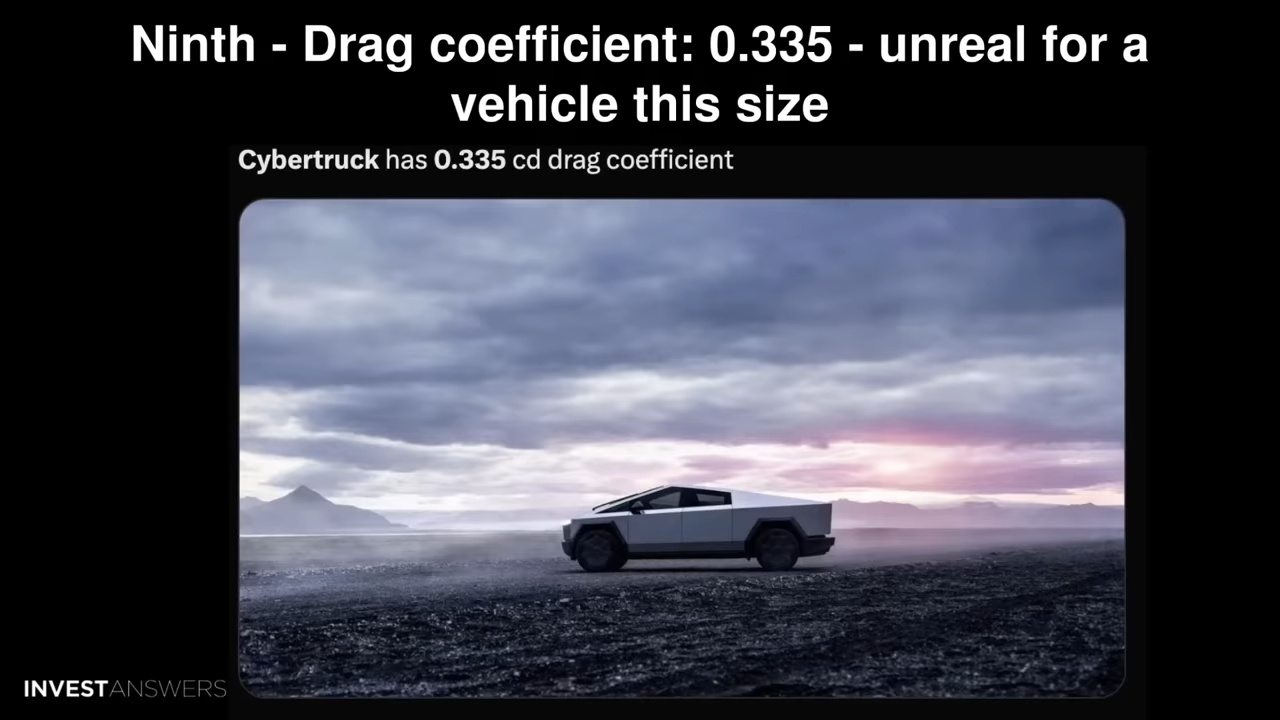 Ninth - Drag coefficient: 0.335 - unreal for a
vehicle this size
Cybertruck has 0.335 cd drag coefficient
INVESTANSWERS